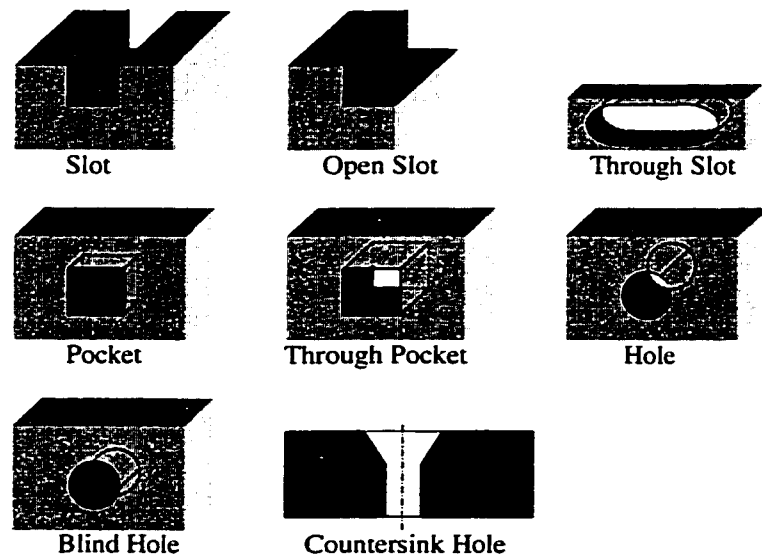 Slot
Open Slot
Through Slot
Pocket
Through Pocket
Hole
Blind Hole
Countersink Hole